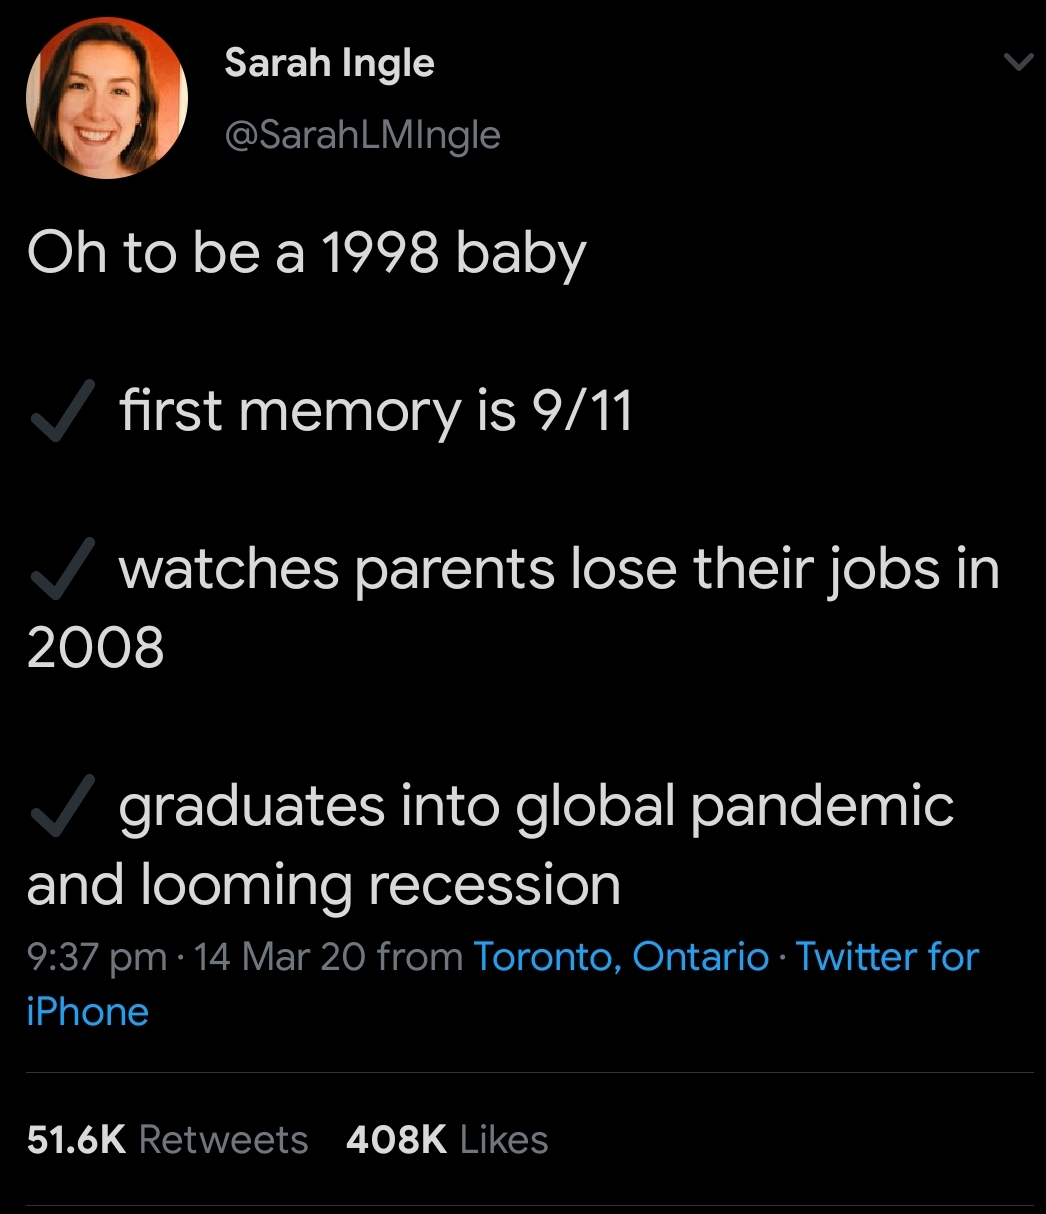 Sarah Ingle
@SarahLMIngle
Oh to be a 1998 baby
✔ first memory is 9/11
✔ watches parents lose their jobs in
2008
✔ graduates into global pandemic
and looming recession
9:37 pm · 14 Mar 20 from Toronto, Ontario · Twitter for
iPhone
51.6K Retweets 408K Likes